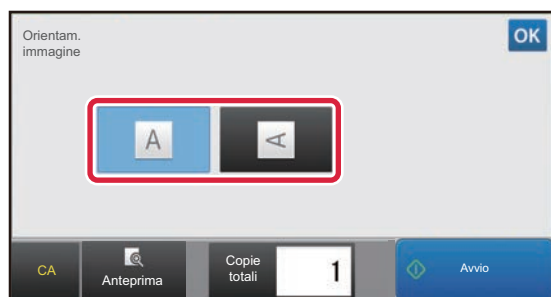 Orientam.
immagine
OK
A
A
CA
Anteprima
Copie
totali
1
Avvio